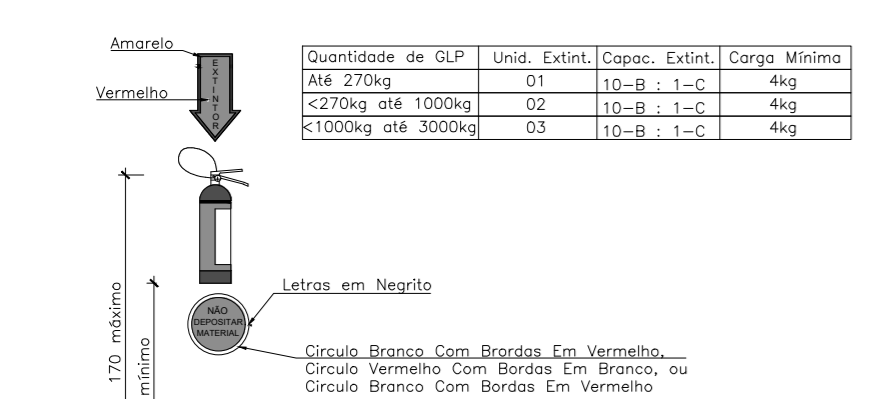 Amarelo
EXTINTOR
Vermelho
Quantidade de GLP Unid. Extint. Capac. Extint. Carga Mínima
Até 270kg 01 10-B : 1-C 4kg
<270kg até 1000kg 02 10-B : 1-C 4kg
<1000kg até 3000kg 03 10-B : 1-C 4kg
170 máximo
mínimo
Letras em Negrito
NÃO
DEPOSITAR
MATERIAL
Circulo Branco Com Brordas Em Vermelho,
Circulo Vermelho Com Bordas Em Branco, ou
Circulo Branco Com Bordas Em Vermelho